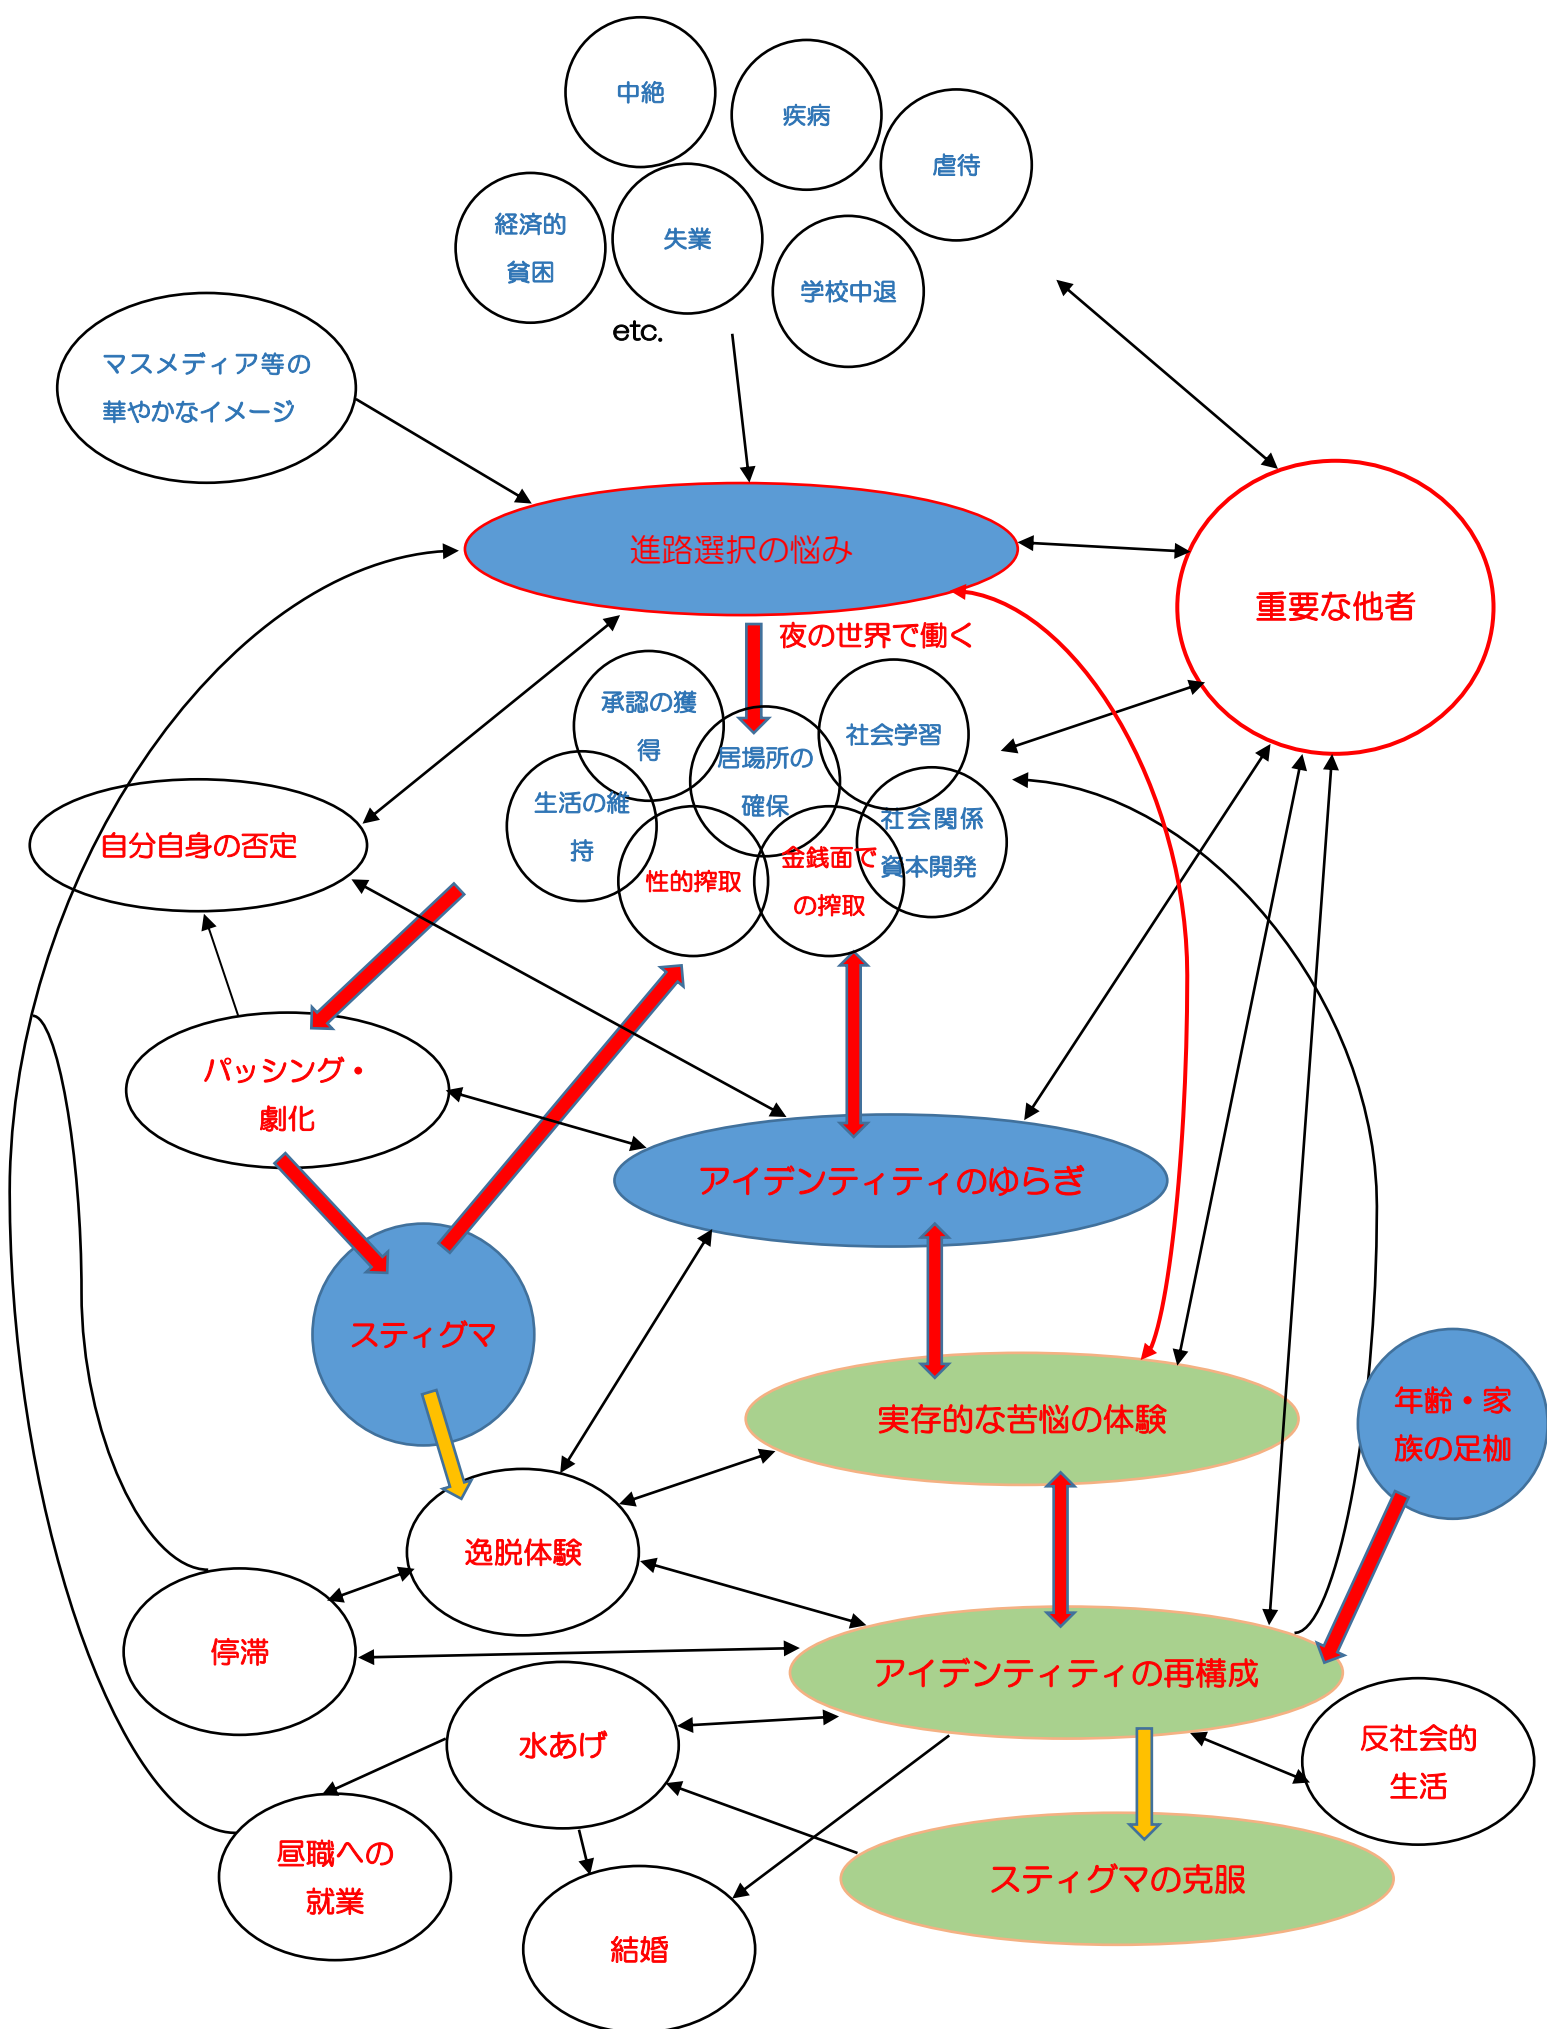 中絶
疾病
虐待
経済的
貧困
失業
学校中退
etc.
マスメディア等の
華やかなイメージ
進路選択の悩み
重要な他者
夜の世界で働く
承認の獲
得
居場所の
確保
社会学習
生活の維
持
社会関係
資本開発
性的搾取
金銭面で
の搾取
自分自身の否定
パッシング・
劇化
アイデンティティのゆらぎ
スティグマ
実存的な苦悩の体験
年齢・家
族の足枷
逸脱体験
停滞
アイデンティティの再構成
水あげ
反社会的
生活
昼職への
就業
スティグマの克服
結婚